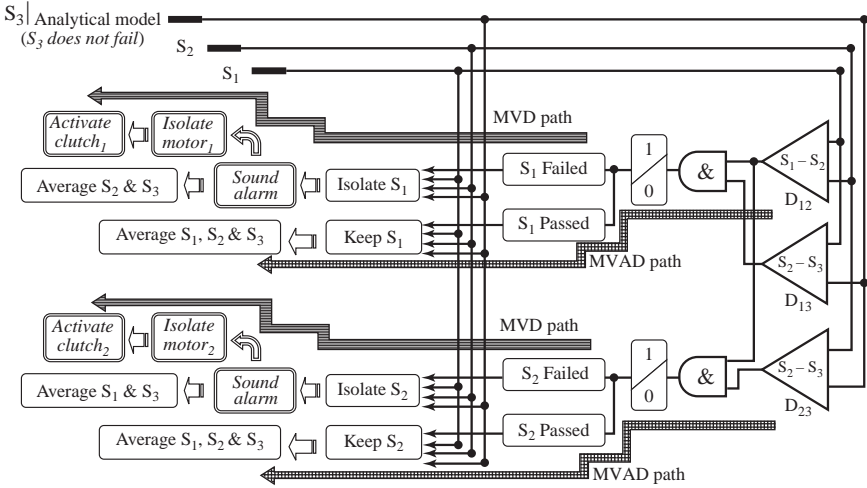 S3| Analytical model
(S3 does not fail)
S2
S1
MVD path
Activate clutch1
Isolate motor1
1
0
&
S1 – S2
D12
S1 Failed
Average S2 & S3
Sound alarm
Isolate S1
S1 Passed
Average S1, S2 & S3
Keep S1
MVAD path
S2 – S3
D13
MVD path
Activate clutch2
Isolate motor2
1
0
&
S2 – S3
D23
S2 Failed
Average S1 & S3
Sound alarm
Isolate S2
S2 Passed
Average S1, S2 & S3
Keep S2
MVAD path